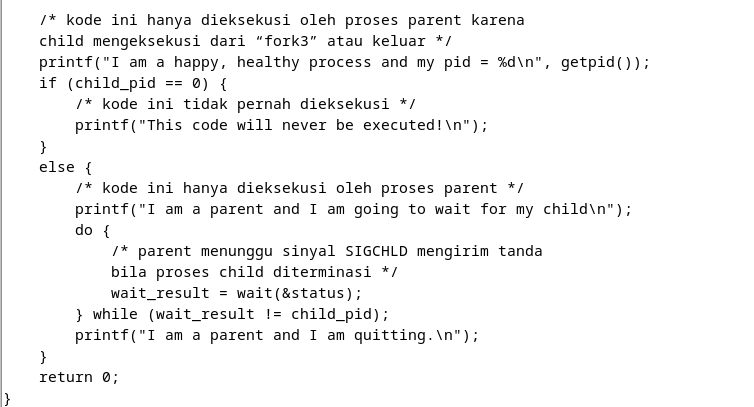 /* kode ini hanya dieksekusi oleh proses parent karena
child mengeksekusi dari “fork3” atau keluar */
printf("I am a happy, healthy process and my pid = %d\n", getpid());
if (child_pid == 0) {
/* kode ini tidak pernah dieksekusi */
printf("This code will never be executed!\n");
}
else {
/* kode ini hanya dieksekusi oleh proses parent */
printf("I am a parent and I am going to wait for my child\n");
do {
/* parent menunggu sinyal SIGCHLD mengirim tanda
bila proses child diterminasi */
wait_result = wait(&status);
} while (wait_result != child_pid);
printf("I am a parent and I am quitting.\n");
}
return 0;
}